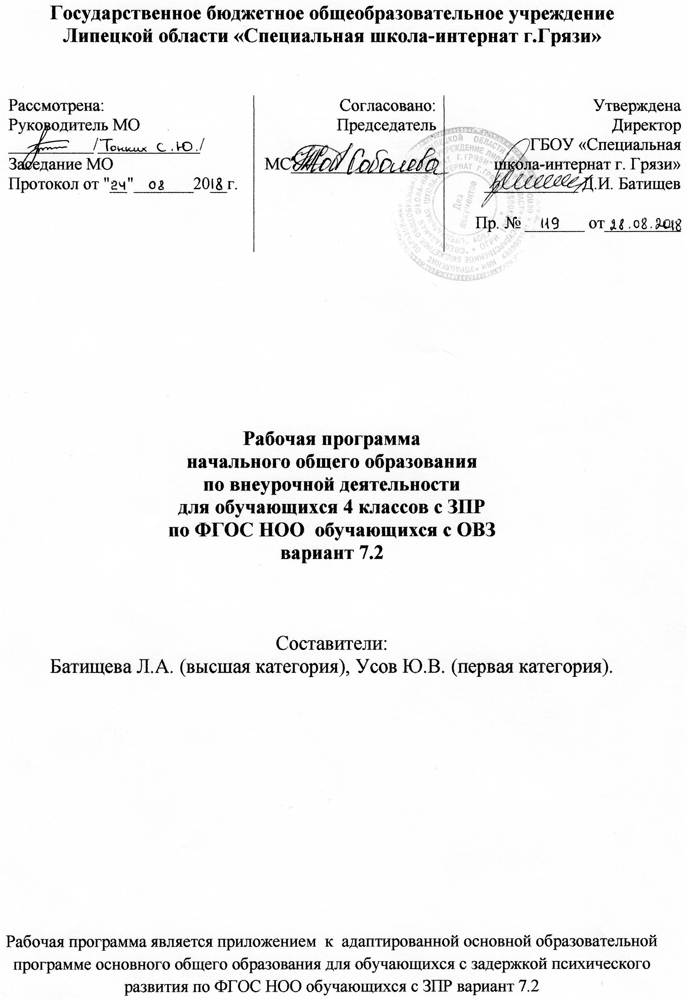 Государственное бюджетное общеобразовательное учреждение
Липецкой области «Специальная школа-интернат г.Грязи»
Рассмотрена:
Руководитель МО
/Тонких С.Ю./
Заседание МО
Протокол от "24" 08 2018 г.
Согласовано:
Председатель
МС Соболева
Утверждена
Директор
ГБОУ «Специальная
школа-интернат г. Грязи»
Д.И. Батищев
Пр. № 119 от 28.08.2018
Для
документов
Рабочая программа
начального общего образования
по внеурочной деятельности
для обучающихся 4 классов с ЗПР
по ФГОС НОО обучающихся с ОВЗ
вариант 7.2
Составители:
Батищева Л.А. (высшая категория), Усов Ю.В. (первая категория).
Рабочая программа является приложением к адаптированной основной образовательной
программе основного общего образования для обучающихся с задержкой психического
развития по ФГОС НОО обучающихся с ЗПР вариант 7.2